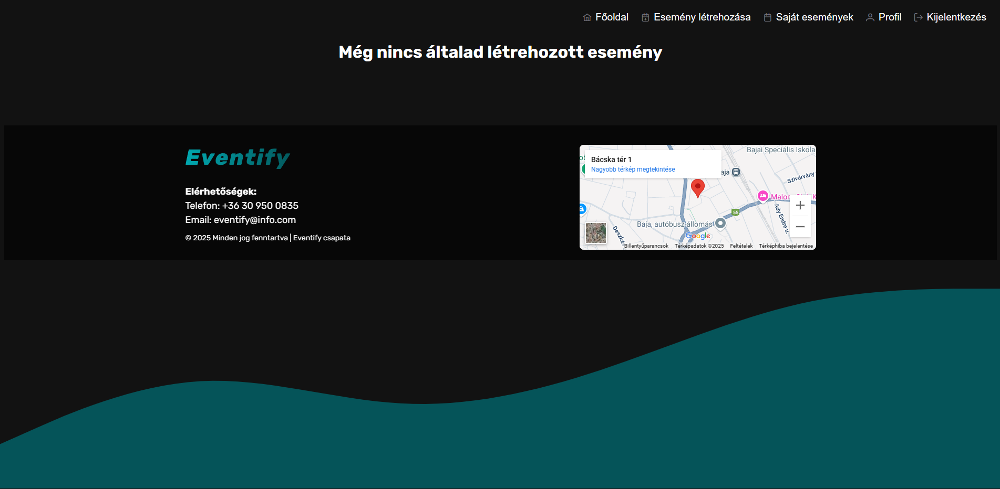 Főoldal Esemény létrehozása Saját események Profil Kijelentkezés
Még nincs általad létrehozott esemény
Eventify
Elérhetőségek:
Telefon: +36 30 950 0835
Email: eventify@info.com
© 2025 Minden jog fenntartva | Eventify csapata
Bajai Speciális Iskola
Bácska tér 1
Nagyobb térkép megtekintése
aja
Szivárvány
55
Ady Endre u.
Baja, autóbusz-állomás
Deszká
Google
Billentyűparancsok Térképadatok ©2025 Feltételek Térképhiba bejelentése